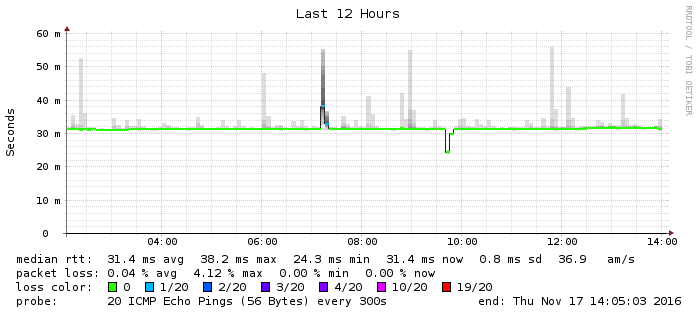 Last 12 Hours
RRDTOOL / TOBI OETIKER
Seconds
60 m
50 m
40 m
30 m
20 m
10 m
0
04:00 06:00 08:00 10:00 12:00 14:00
median rtt: 31.4 ms avg 38.2 ms max 24.3 ms min 31.4 ms now 0.8 ms sd 36.9 am/s
packet loss: 0.04 % avg 4.12 % max 0.00 % min 0.00 % now
loss color: 0 1/20 2/20 3/20 4/20 10/20 19/20
probe: 20 ICMP Echo Pings (56 Bytes) every 300s end: Thu Nov 17 14:05:03 2016